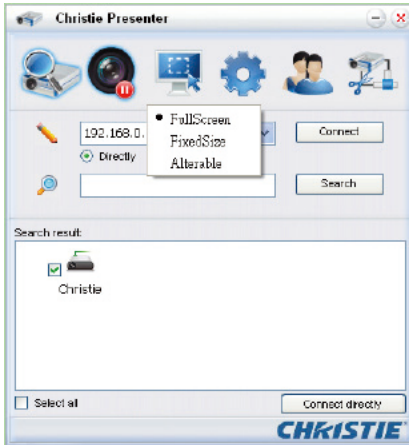 Christie Presenter
FullScreen
FixedSize
Alterable
192.168.0.
Connect
Directly
Search
Search result:
Christie
Select all
Connect directly
CHRISTIE